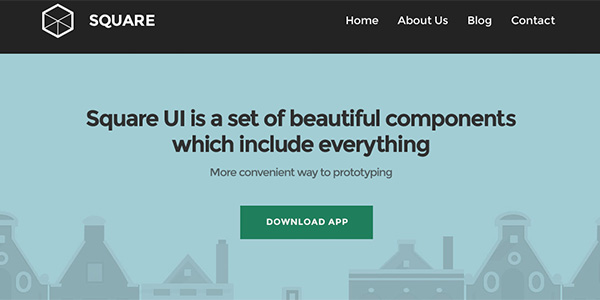 SQUARE
Home About Us Blog Contact
Square UI is a set of beautiful components
which include everything
More convenient way to prototyping
DOWNLOAD APP